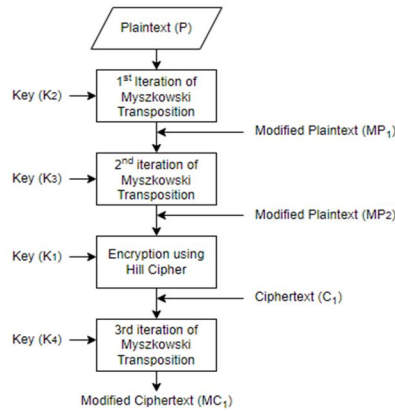 Plaintext (P)
Key (K₂)
1st Iteration of
Myszkowski
Transposition
Modified Plaintext (MP₁)
Key (K₃)
2nd iteration of
Myszkowski
Transposition
Modified Plaintext (MP₂)
Key (K₁)
Encryption using
Hill Cipher
Ciphertext (C₁)
Key (K₄)
3rd iteration of
Myszkowski
Transposition
Modified Ciphertext (MC₁)